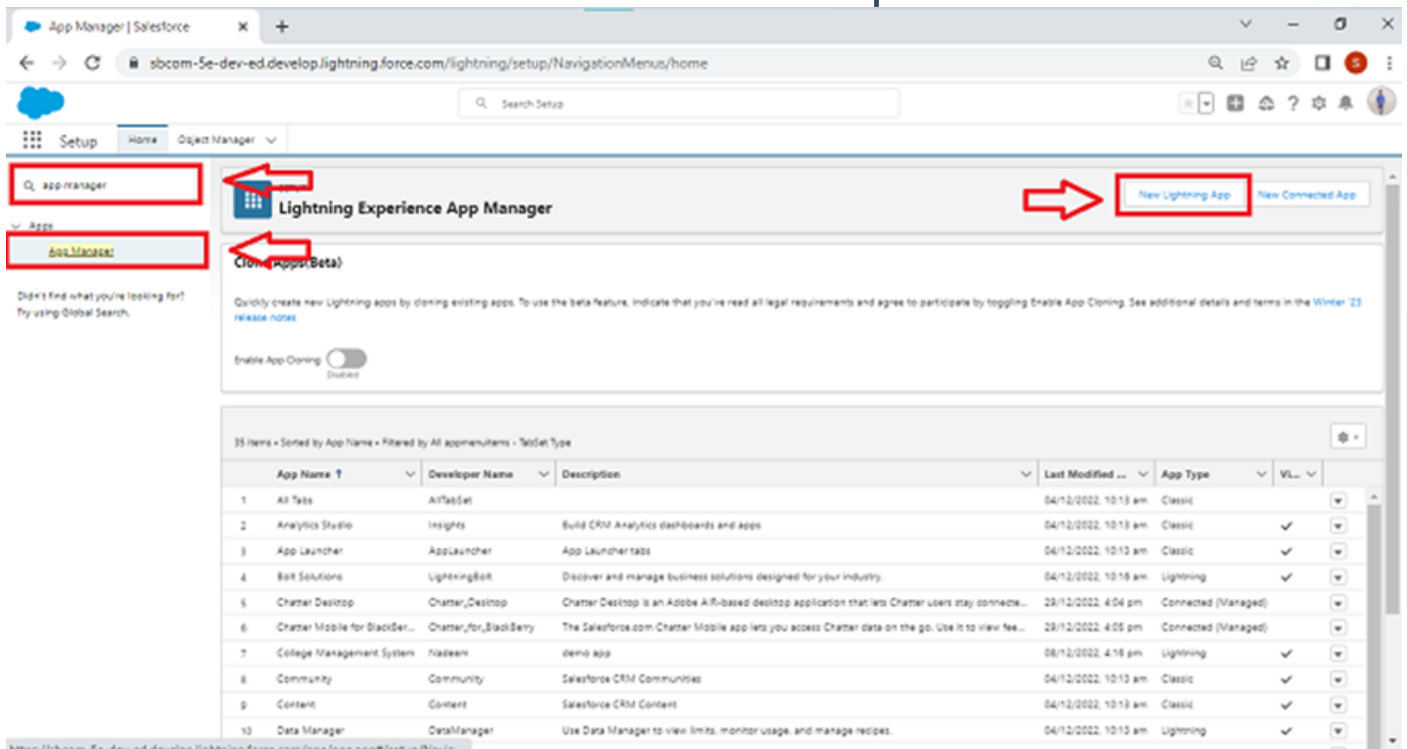 App Manager | Salesforce
sbcom-5e-dev-ed.develop.lightning.force.com/lightning/setup/NavigationMenus/home
S
Search Setup
Setup Home Object Manager
app manager
Lightning Experience App Manager
New Lightning App New Connected App
Apps
App Manager
Didn't find what you're looking for?
Try using Global Search.
Clone Apps(Beta)
Quickly create new Lightning apps by cloning existing apps. To use the beta feature, indicate that you've read all legal requirements and agree to participate by toggling Enable App Cloning. See additional details and terms in the Winter '23
release notes
Enable App Cloning
Disabled
35 items • Sorted by App Name • Filtered by All appmenuitems - TabSet Type
App Name ↑ Developer Name Description Last Modified ... App Type Vi...
1 All Tabs AllTabSet 04/12/2022, 10:13 am Classic
2 Analytics Studio Insights Build CRM Analytics dashboards and apps 04/12/2022, 10:13 am Classic
3 App Launcher AppLauncher App Launcher tabs 04/12/2022, 10:13 am Classic
4 Bolt Solutions LightningBolt Discover and manage business solutions designed for your industry. 04/12/2022, 10:16 am Lightning
5 Chatter Desktop Chatter_Desktop Chatter Desktop is an Adobe AIR-based desktop application that lets Chatter users stay connecte... 29/12/2022, 4:04 pm Connected (Managed)
6 Chatter Mobile for BlackBer... Chatter_for_BlackBerry The Salesforce.com Chatter Mobile app lets you access Chatter data on the go. Use it to view fee... 29/12/2022, 4:05 pm Connected (Managed)
7 College Management System Nadeem demo app 08/12/2022, 4:16 pm Lightning
8 Community Community Salesforce CRM Communities 04/12/2022, 10:13 am Classic
9 Content Content Salesforce CRM Content 04/12/2022, 10:13 am Classic
10 Data Manager DataManager Use Data Manager to view limits, monitor usage, and manage recipes. 04/12/2022, 10:13 am Lightning